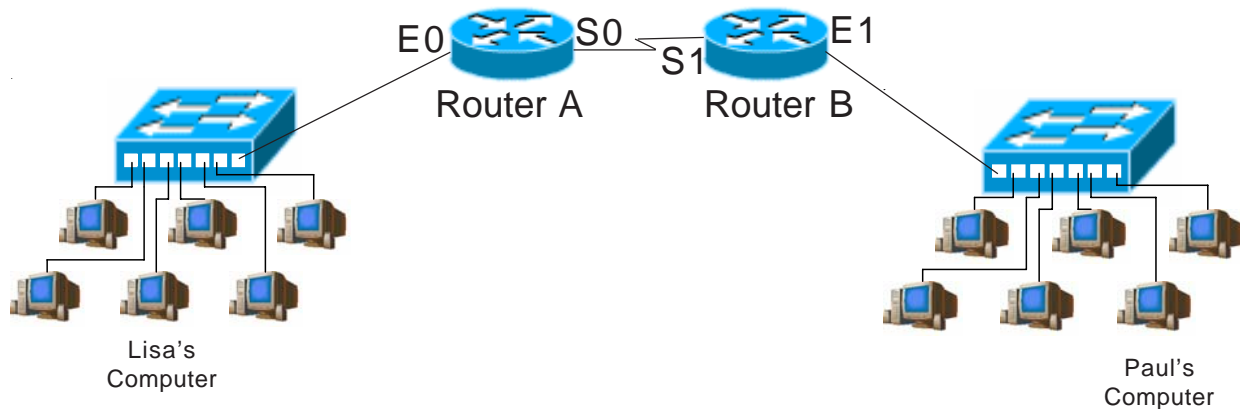 E0
S0
S1
E1
Router A
Router B
Lisa's
Computer
Paul's
Computer